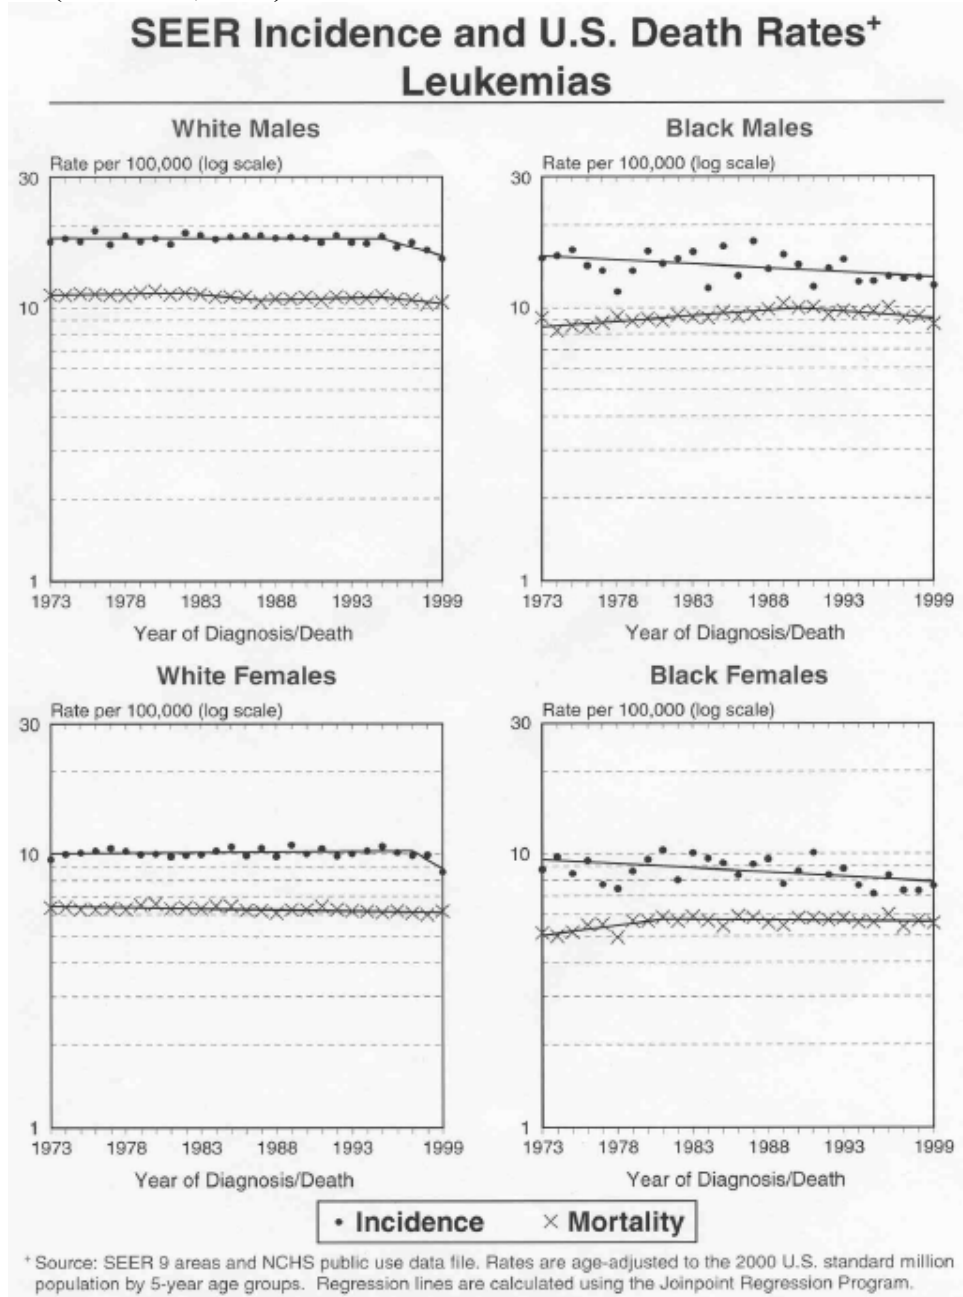 SEER Incidence and U.S. Death Rates+
Leukemias
White Males
Rate per 100,000 (log scale)
30
10
1
1973 1978 1983 1988 1993 1999
Year of Diagnosis/Death
Black Males
Rate per 100,000 (log scale)
30
10
1
1973 1978 1983 1988 1993 1999
Year of Diagnosis/Death
White Females
Rate per 100,000 (log scale)
30
10
1
1973 1978 1983 1988 1993 1999
Year of Diagnosis/Death
Black Females
Rate per 100,000 (log scale)
30
10
1
1973 1978 1983 1988 1993 1999
Year of Diagnosis/Death
• Incidence × Mortality
+ Source: SEER 9 areas and NCHS public use data file. Rates are age-adjusted to the 2000 U.S. standard million
population by 5-year age groups. Regression lines are calculated using the Joinpoint Regression Program.